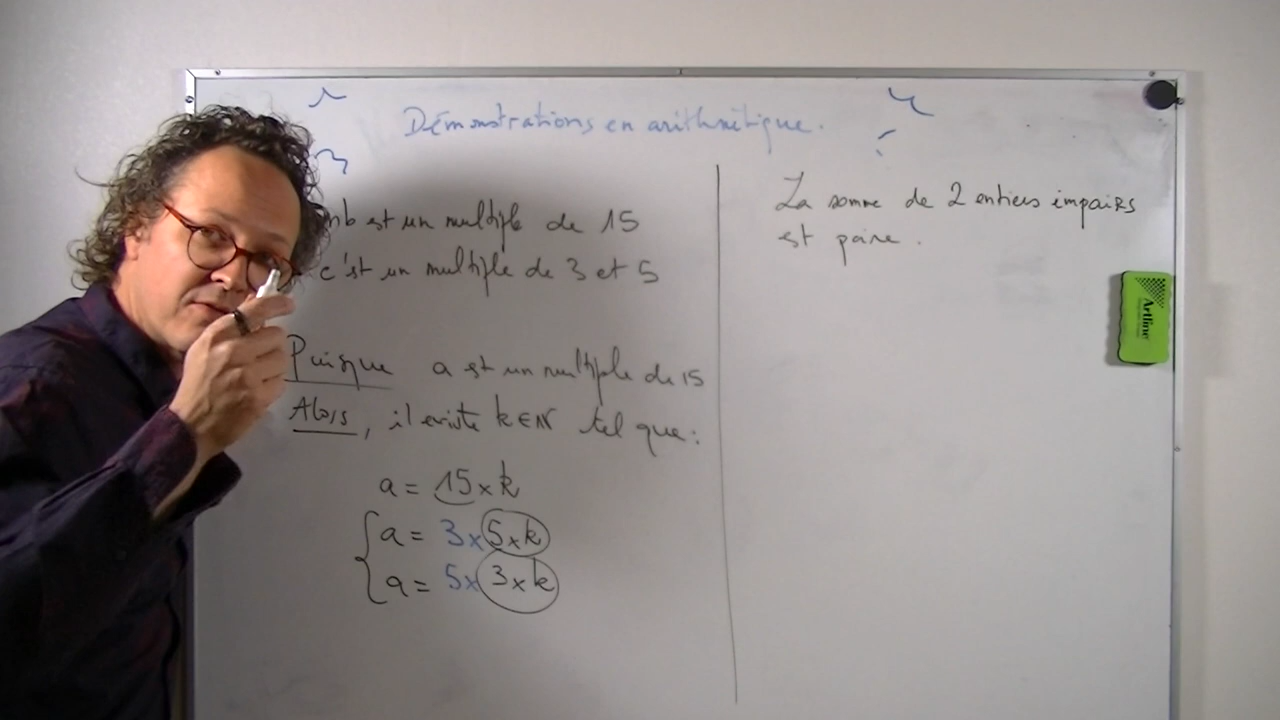 Démonstrations en arithmétique.
nb est un multiple de 15
c'est un multiple de 3 et 5
Puisque a est un multiple de 15
Alors, il existe k∈ℕ tel que :
a = 15 x k
a = 3 x 5 x k
a = 5 x 3 x k
La somme de 2 entiers impairs
est paire.
Artline